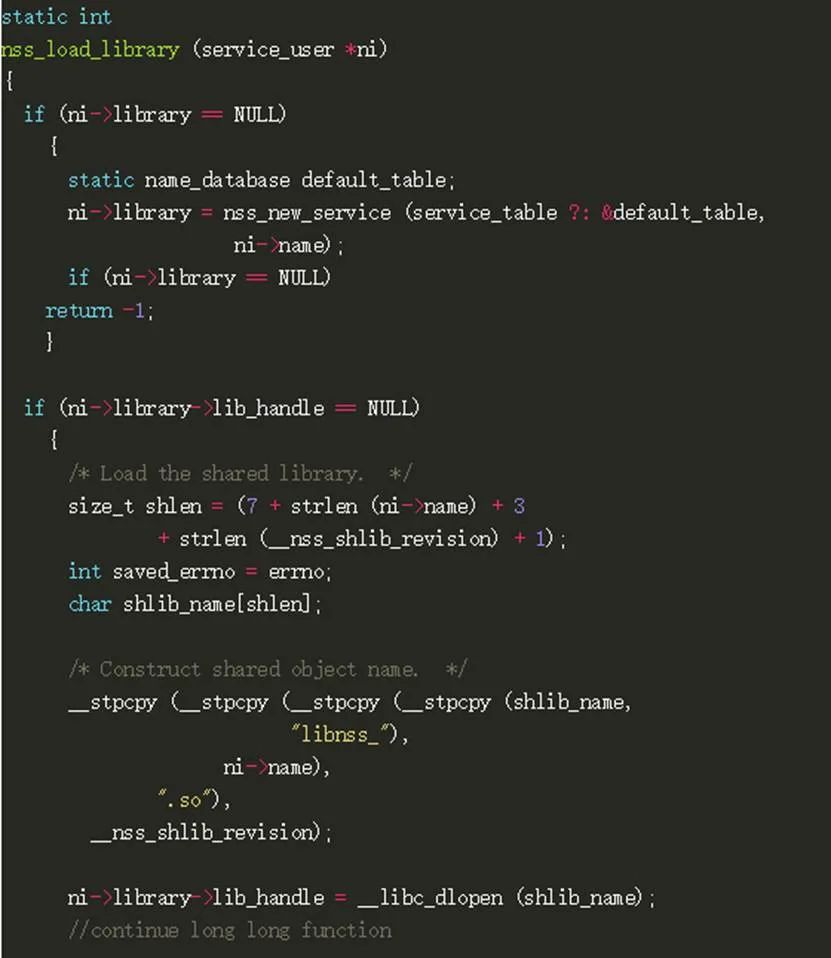 static int
nss_load_library (service_user *ni)
{
  if (ni->library == NULL)
    {
      static name_database default_table;
      ni->library = nss_new_service (service_table ?: &default_table,
                     ni->name);
      if (ni->library == NULL)
    return -1;
    }

  if (ni->library->lib_handle == NULL)
    {
      /* Load the shared library.  */
      size_t shlen = (7 + strlen (ni->name) + 3
              + strlen (__nss_shlib_revision) + 1);
      int saved_errno = errno;
      char shlib_name[shlen];

      /* Construct shared object name.  */
      __stpcpy (__stpcpy (__stpcpy (__stpcpy (shlib_name,
                          "libnss_"),
                    ni->name),
              ".so"),
        __nss_shlib_revision);

      ni->library->lib_handle = __libc_dlopen (shlib_name);
      //continue long long function